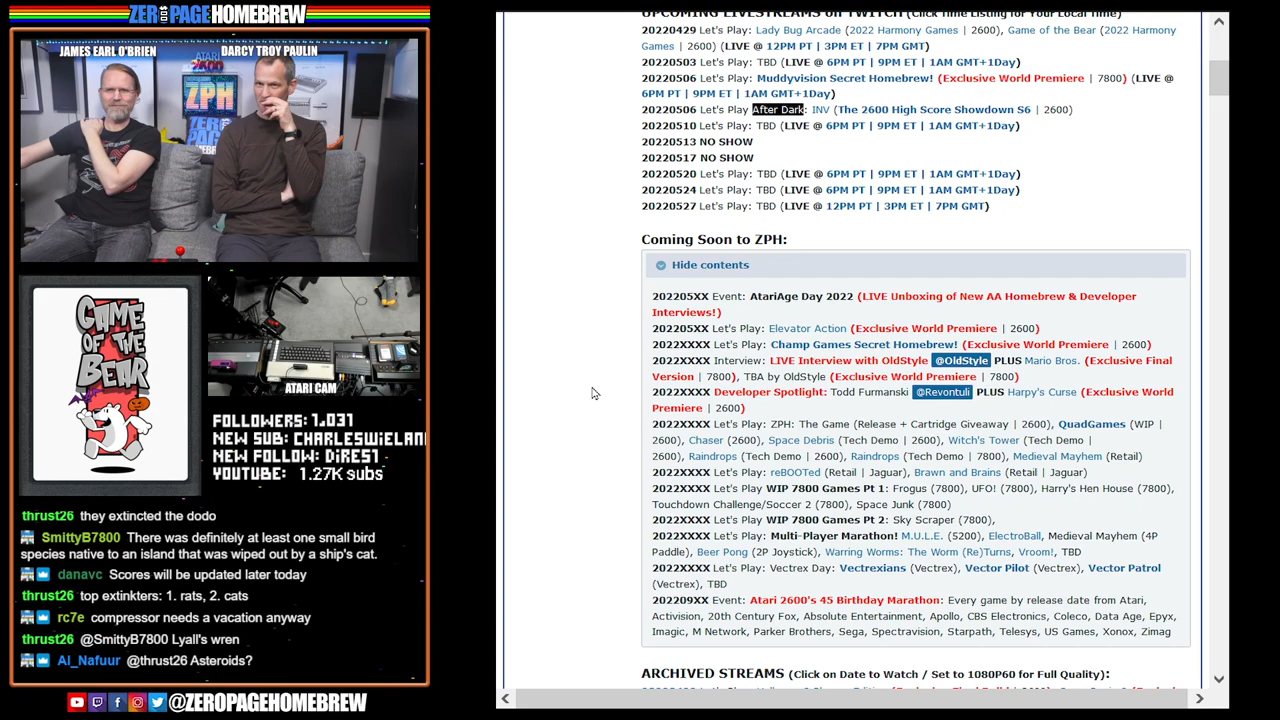 ZEROPAGEHOMEBREW
JAMES EARL O'BRIEN
DARCY TROY PAULIN
ATARI
2600
ZPH
ZERO
PAGE
GAME
OF THE
BEAR
ATARI CAM
FOLLOWERS: 1,031
NEW SUB: CHARLESWIELAN
NEW FOLLOW: DIREST
YOUTUBE: 1.27K subs
thrust26 they extincted the dodo
SmittyB7800 There was definitely at least one small bird
species native to an island that was wiped out by a ship's cat.
danavc Scores will be updated later today
thrust26 top extinkters: 1. rats, 2. cats
rc7e compressor needs a vacation anyway
thrust26 @SmittyB7800 Lyall's wren
Al_Nafuur @thrust26 Asteroids?
@ZEROPAGEHOMEBREW
UPCOMING LIVESTREAMS on TWITCH (Click Time Listing for Your Local Time)
20220429 Let's Play: Lady Bug Arcade (2022 Harmony Games | 2600), Game of the Bear (2022 Harmony
Games | 2600) (LIVE @ 12PM PT | 3PM ET | 7PM GMT)
20220503 Let's Play: TBD (LIVE @ 6PM PT | 9PM ET | 1AM GMT+1Day)
20220506 Let's Play: Muddyvision Secret Homebrew! (Exclusive World Premiere | 7800) (LIVE @
6PM PT | 9PM ET | 1AM GMT+1Day)
20220506 Let's Play After Dark: INV (The 2600 High Score Showdown S6 | 2600)
20220510 Let's Play: TBD (LIVE @ 6PM PT | 9PM ET | 1AM GMT+1Day)
20220513 NO SHOW
20220517 NO SHOW
20220520 Let's Play: TBD (LIVE @ 6PM PT | 9PM ET | 1AM GMT+1Day)
20220524 Let's Play: TBD (LIVE @ 6PM PT | 9PM ET | 1AM GMT+1Day)
20220527 Let's Play: TBD (LIVE @ 12PM PT | 3PM ET | 7PM GMT)
Coming Soon to ZPH:
Hide contents
202205XX Event: AtariAge Day 2022 (LIVE Unboxing of New AA Homebrew & Developer
Interviews!)
202205XX Let's Play: Elevator Action (Exclusive World Premiere | 2600)
2022XXXX Let's Play: Champ Games Secret Homebrew! (Exclusive World Premiere | 2600)
2022XXXX Interview: LIVE Interview with OldStyle @OldStyle PLUS Mario Bros. (Exclusive Final
Version | 7800), TBA by OldStyle (Exclusive World Premiere | 7800)
2022XXXX Developer Spotlight: Todd Furmanski @Revontuli PLUS Harpy's Curse (Exclusive World
Premiere | 2600)
2022XXXX Let's Play: ZPH: The Game (Release + Cartridge Giveaway | 2600), QuadGames (WIP |
2600), Chaser (2600), Space Debris (Tech Demo | 2600), Witch's Tower (Tech Demo |
2600), Raindrops (Tech Demo | 2600), Raindrops (Tech Demo | 7800), Medieval Mayhem (Retail)
2022XXXX Let's Play: reBOOTed (Retail | Jaguar), Brawn and Brains (Retail | Jaguar)
2022XXXX Let's Play WIP 7800 Games Pt 1: Frogus (7800), UFO! (7800), Harry's Hen House (7800),
Touchdown Challenge/Soccer 2 (7800), Space Junk (7800)
2022XXXX Let's Play WIP 7800 Games Pt 2: Sky Scraper (7800),
2022XXXX Let's Play: Multi-Player Marathon! M.U.L.E. (5200), ElectroBall, Medieval Mayhem (4P
Paddle), Beer Pong (2P Joystick), Warring Worms: The Worm (Re)Turns, Vroom!, TBD
2022XXXX Let's Play: Vectrex Day: Vectrexians (Vectrex), Vector Pilot (Vectrex), Vector Patrol
(Vectrex), TBD
202209XX Event: Atari 2600's 45 Birthday Marathon: Every game by release date from Atari,
Activision, 20th Century Fox, Absolute Entertainment, Apollo, CBS Electronics, Coleco, Data Age, Epyx,
Imagic, M Network, Parker Brothers, Sega, Spectravision, Starpath, Telesys, US Games, Xonox, Zimag
ARCHIVED STREAMS (Click on Date to Watch / Set to 1080P60 for Full Quality):